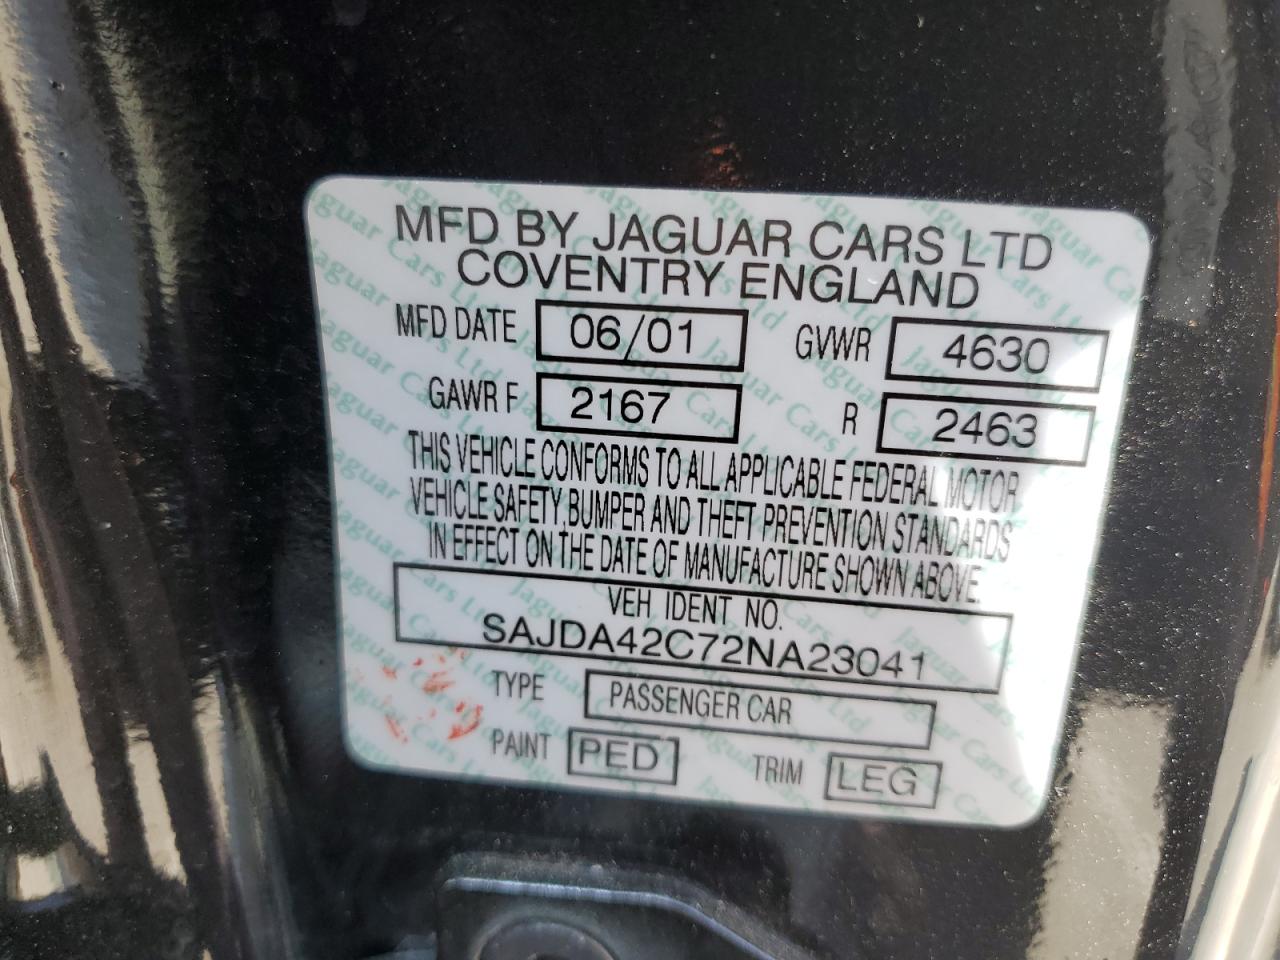 MFD BY JAGUAR CARS LTD
COVENTRY ENGLAND
MFD DATE 06/01 GVWR 4630
GAWR F 2167 R 2463
THIS VEHICLE CONFORMS TO ALL APPLICABLE FEDERAL MOTOR
VEHICLE SAFETY, BUMPER AND THEFT PREVENTION STANDARDS
IN EFFECT ON THE DATE OF MANUFACTURE SHOWN ABOVE.
VEH IDENT NO.
SAJDA42C72NA23041
TYPE PASSENGER CAR
PAINT PED TRIM LEG